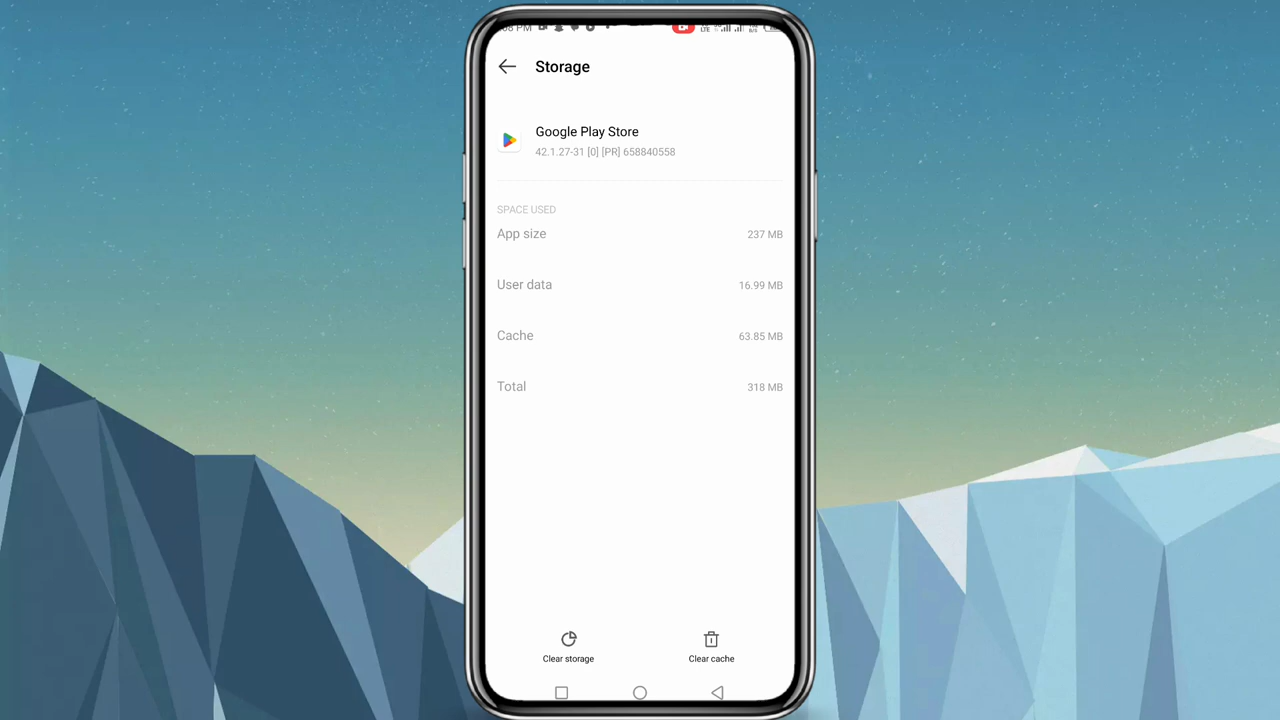 Storage
Google Play Store
42.1.27-31 [0] [PR] 658840558
SPACE USED
App size 237 MB
User data 16.99 MB
Cache 63.85 MB
Total 318 MB
Clear storage Clear cache